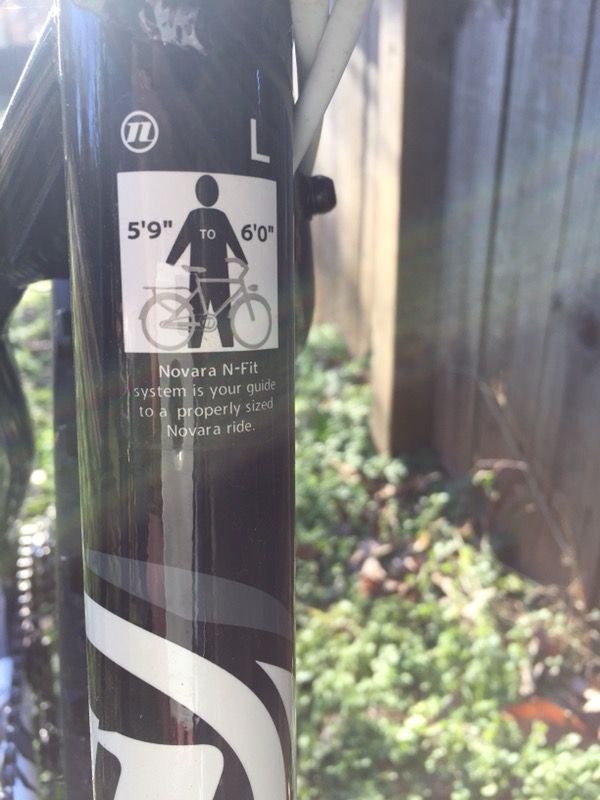 n
L
5'9" TO 6'0"
Novara N-Fit
system is your guide
to a properly sized
Novara ride.